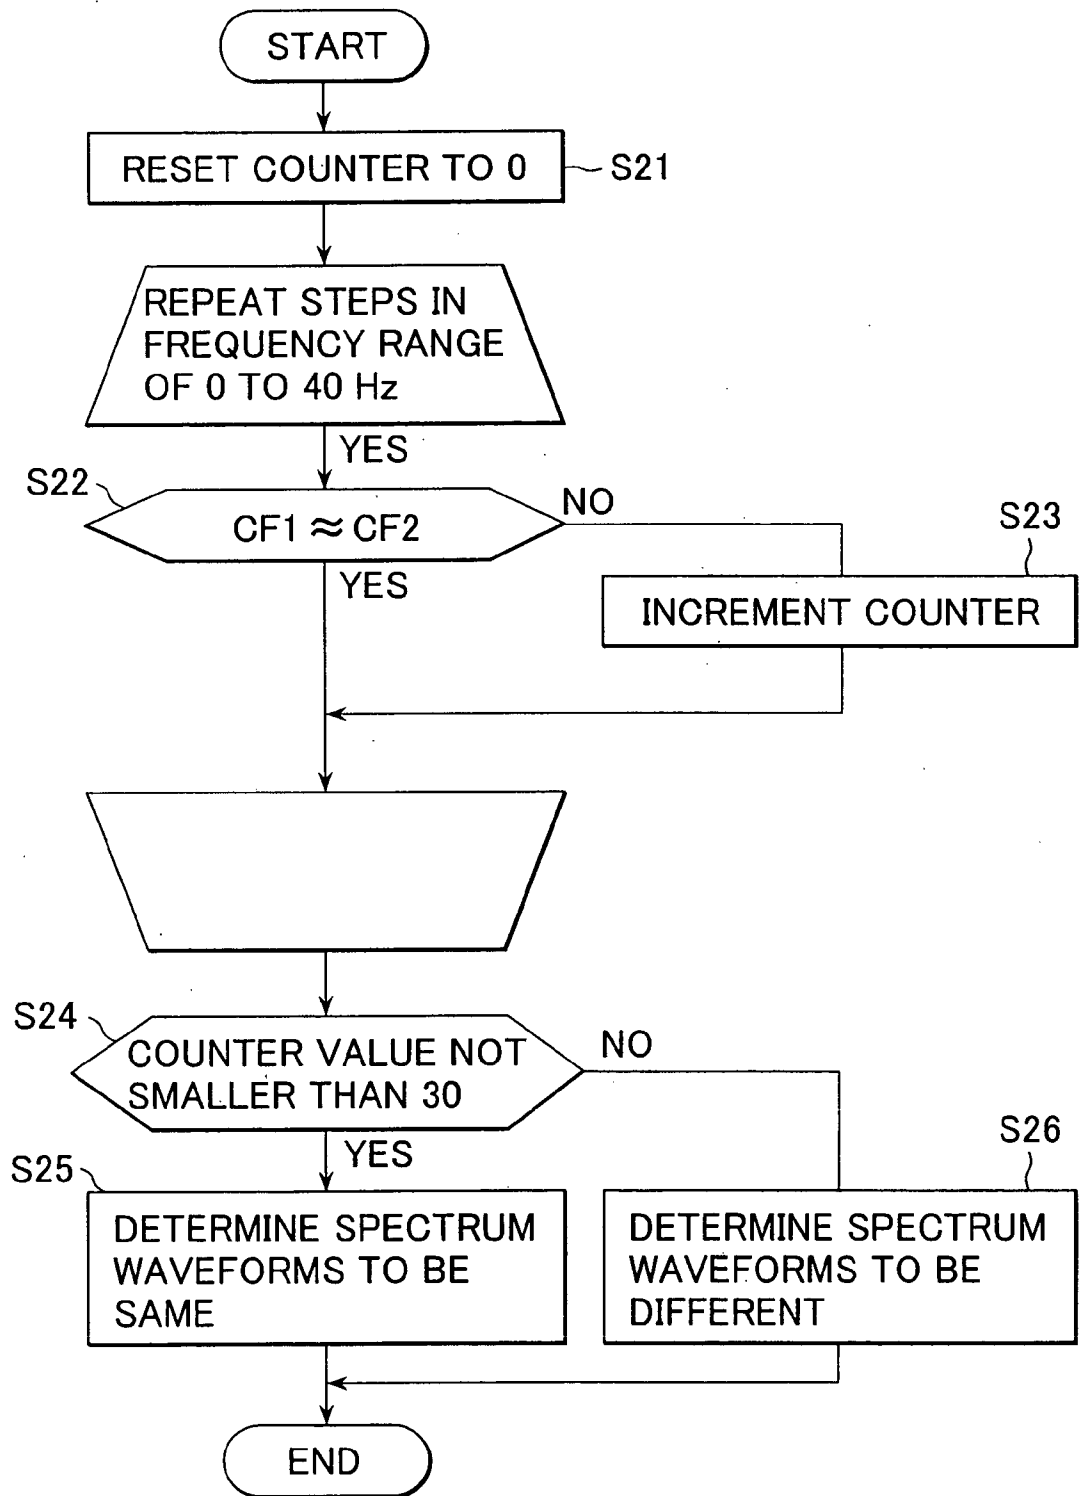 START
RESET COUNTER TO 0
S21
REPEAT STEPS IN
FREQUENCY RANGE
OF 0 TO 40 Hz
YES
S22
CF1 ≈ CF2
NO
YES
S23
INCREMENT COUNTER
S24
COUNTER VALUE NOT
SMALLER THAN 30
NO
YES
S25
DETERMINE SPECTRUM
WAVEFORMS TO BE
SAME
S26
DETERMINE SPECTRUM
WAVEFORMS TO BE
DIFFERENT
END